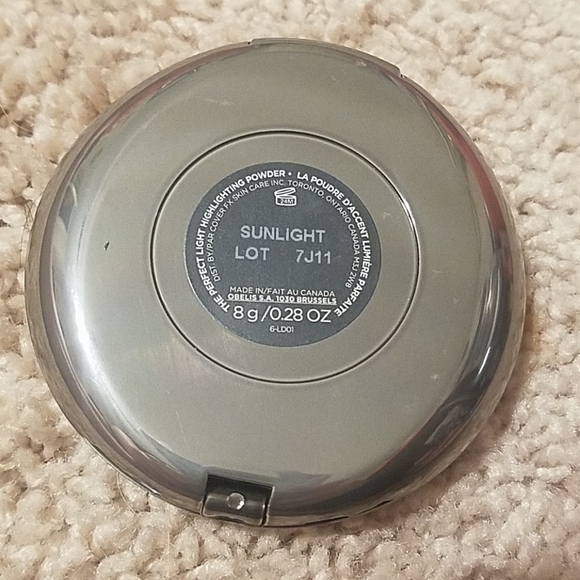 THE PERFECT LIGHT HIGHLIGHTING POWDER • LA POUDRE D'ACCENT LUMIÈRE PARFAITE
DIST. BY/PAR COVER FX SKIN CARE INC. TORONTO, ONTARIO CANADA M3J 2W8
24M
SUNLIGHT
LOT 7J11
MADE IN/FAIT AU CANADA
OBELIS S.A. 1030 BRUSSELS
8 g/0.28 OZ
6-LD01